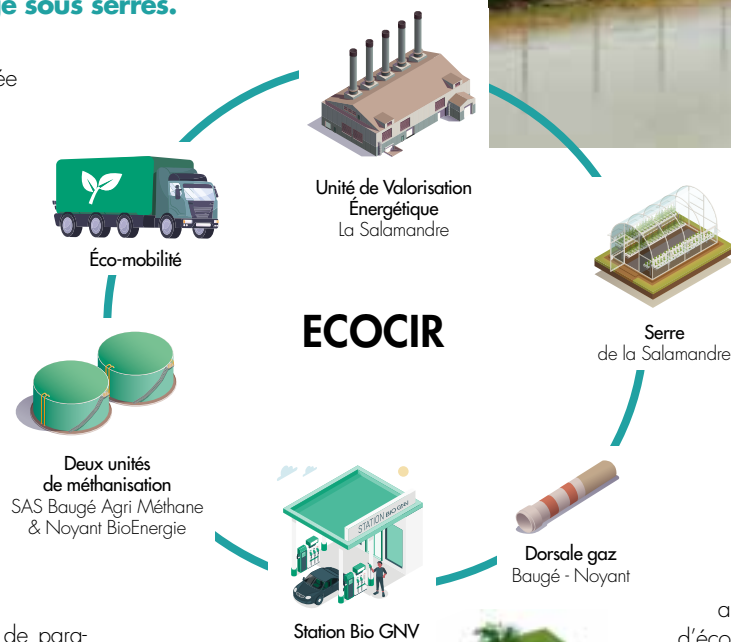 e sous serres.
ée
Unité de Valorisation
Énergétique
La Salamandre
Éco-mobilité
ECOCIR
Serre
de la Salamandre
Deux unités
de méthanisation
SAS Baugé Agri Méthane
& Noyant BioEnergie
STATION BIO GNV
Dorsale gaz
Baugé - Noyant
Station Bio GNV
de para-
a
d'éco